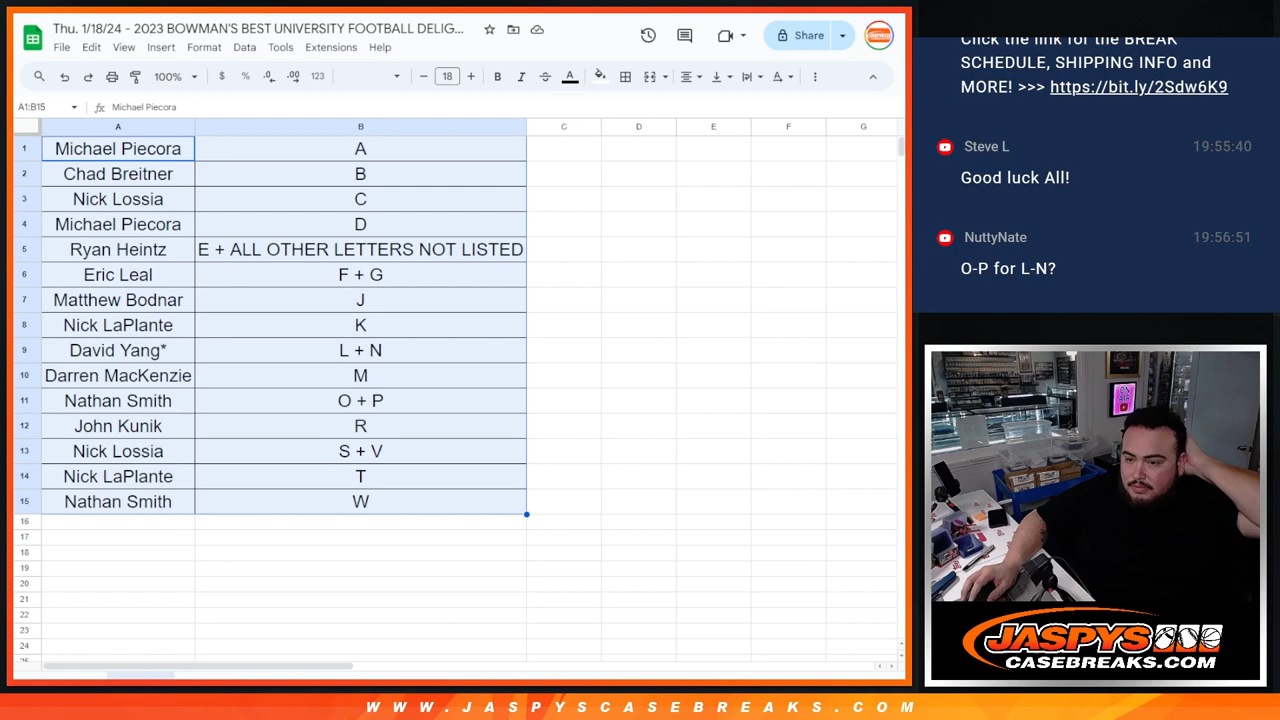 Thu. 1/18/24 - 2023 BOWMAN'S BEST UNIVERSITY FOOTBALL DELIG...
File Edit View Insert Format Data Tools Extensions Help
Share
100% $ % .0 .00 123 18 B I A
A1:B15 Michael Piecora
A B C D E F G
1 Michael Piecora A
2 Chad Breitner B
3 Nick Lossia C
4 Michael Piecora D
5 Ryan Heintz E + ALL OTHER LETTERS NOT LISTED
6 Eric Leal F + G
7 Matthew Bodnar J
8 Nick LaPlante K
9 David Yang* L + N
10 Darren MacKenzie M
11 Nathan Smith O + P
12 John Kunik R
13 Nick Lossia S + V
14 Nick LaPlante T
15 Nathan Smith W
16
17
18
19
20
21
22
23
24
Click the link for the BREAK
SCHEDULE, SHIPPING INFO and
MORE! >>> https://bit.ly/2Sdw6K9
Steve L 19:55:40
Good luck All!
NuttyNate 19:56:51
O-P for L-N?
ON
AIR
JASPYS
CASEBREAKS.COM
WWW.JASPYSCASEBREAKS.COM